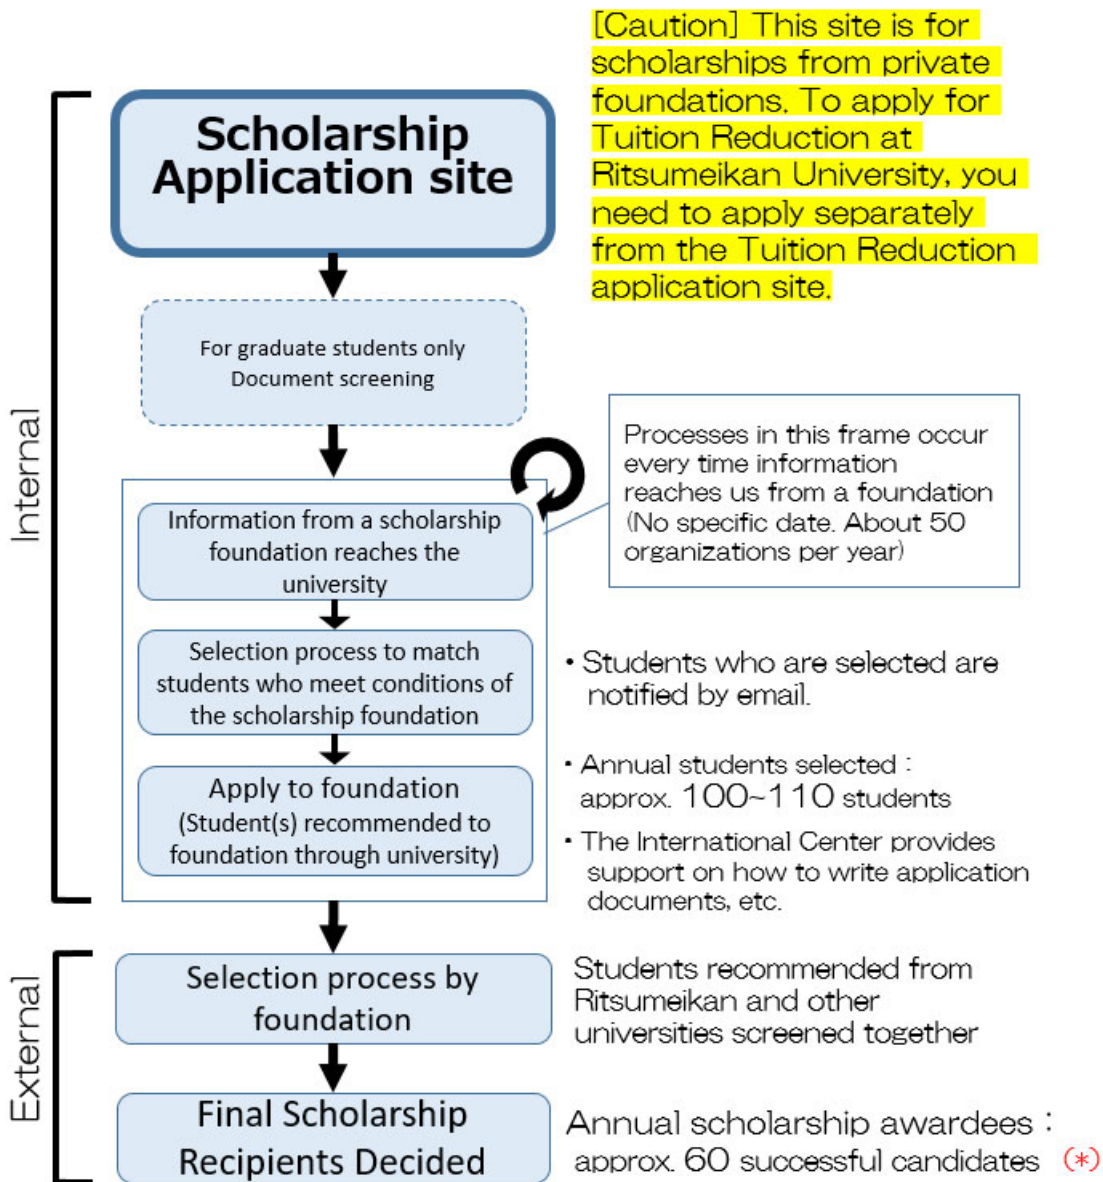 [Caution] This site is for
scholarships from private
foundations. To apply for
Tuition Reduction at
Ritsumeikan University, you
need to apply separately
from the Tuition Reduction
application site.
Internal
Scholarship
Application site
For graduate students only
Document screening
Processes in this frame occur
every time information
reaches us from a foundation
(No specific date. About 50
organizations per year)
Information from a scholarship
foundation reaches the
university
Selection process to match
students who meet conditions of
the scholarship foundation
・Students who are selected are
notified by email.
Apply to foundation
(Student(s) recommended to
foundation through university)
・Annual students selected :
approx. 100~110 students
・The International Center provides
support on how to write application
documents, etc.
External
Selection process by
foundation
Students recommended from
Ritsumeikan and other
universities screened together
Final Scholarship
Recipients Decided
Annual scholarship awardees :
approx. 60 successful candidates (*)